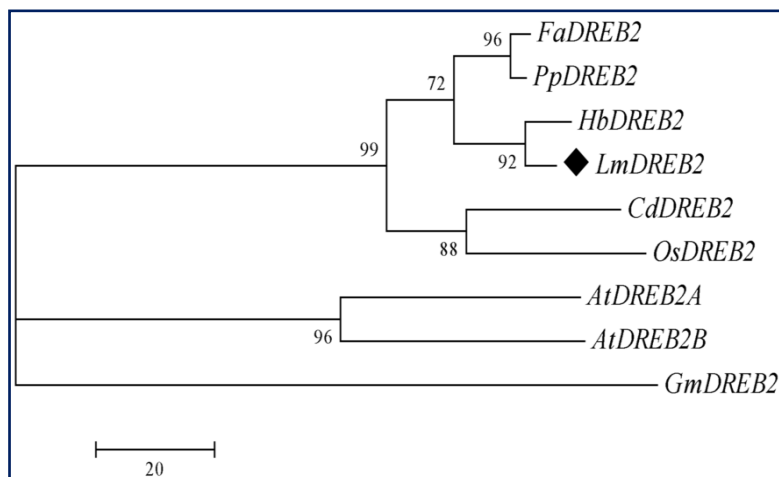 96
FaDREB2
PpDREB2
72
HbDREB2
92
LmDREB2
99
CdDREB2
88
OsDREB2
AtDREB2A
96
AtDREB2B
GmDREB2
20